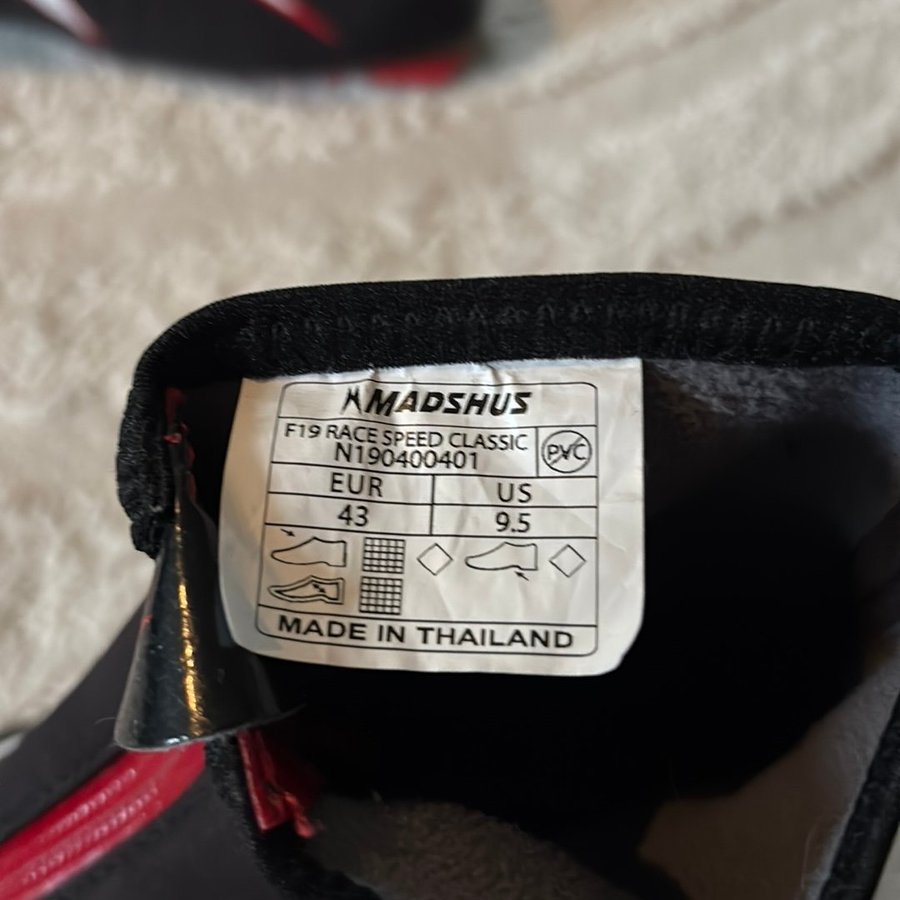 MADSHUS
F19 RACE SPEED CLASSIC
N190400401
PVC
EUR US
43 9.5
MADE IN THAILAND